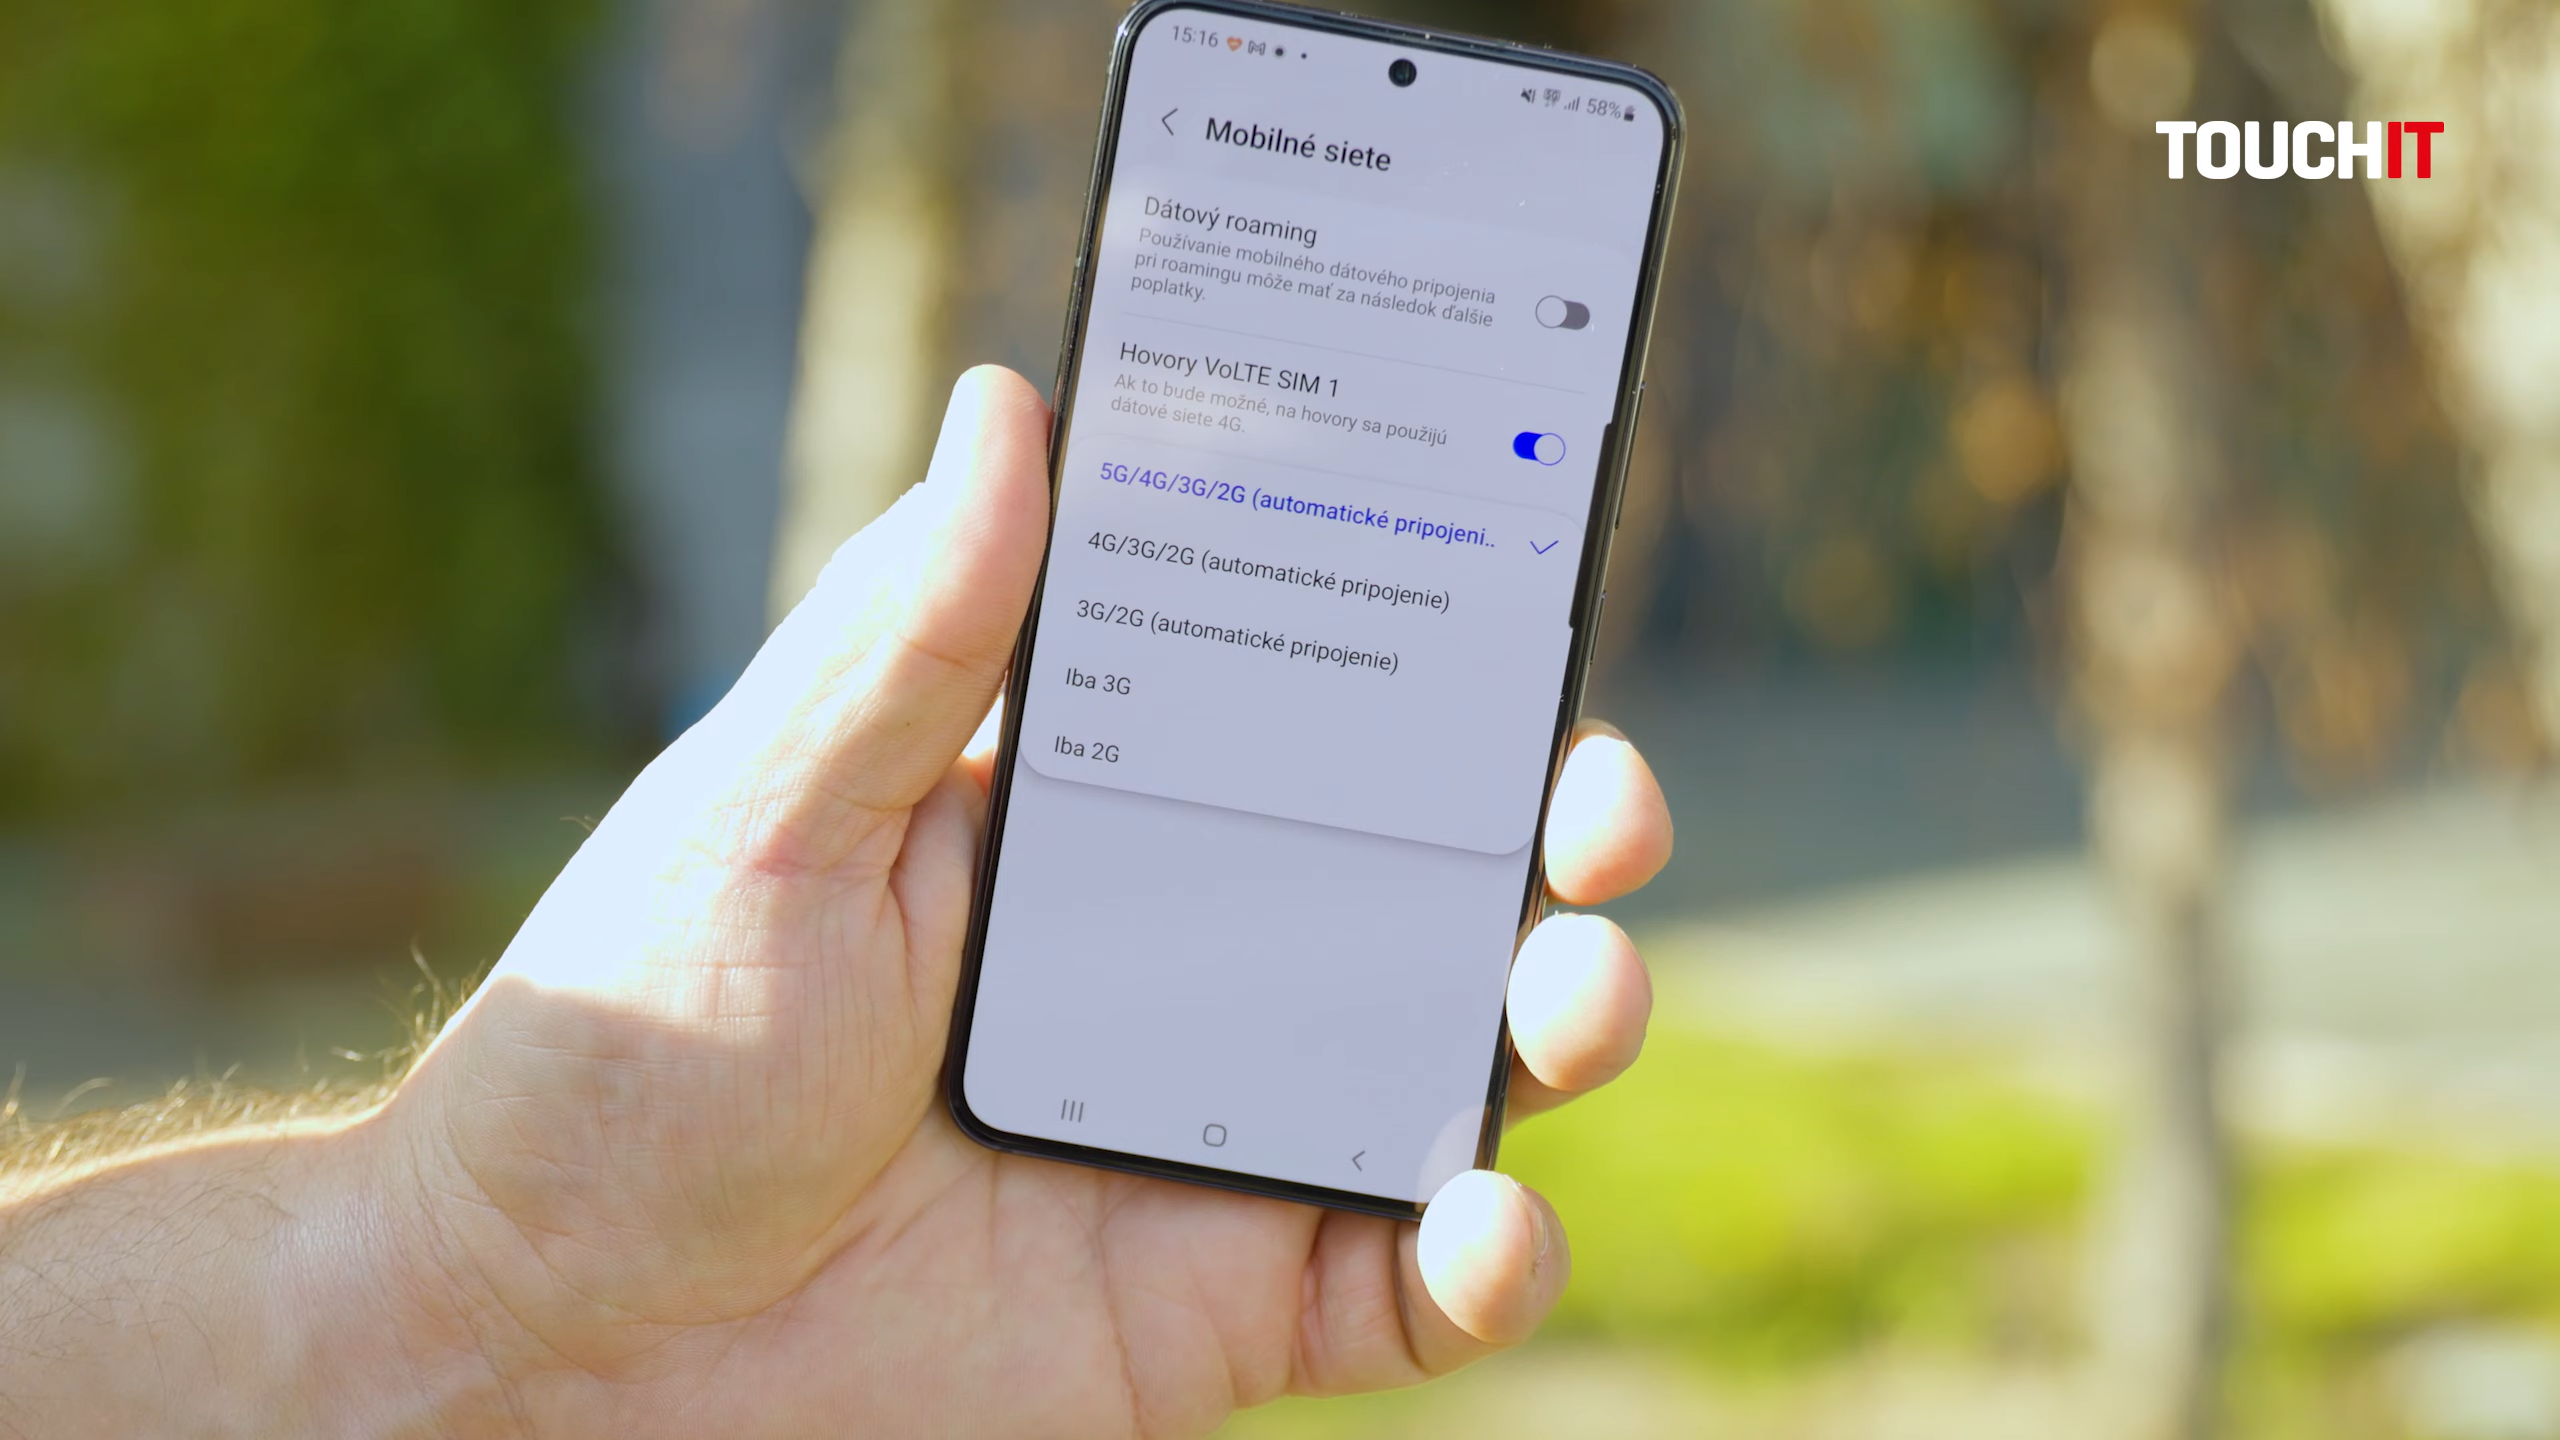 15:16
58%
TOUCHIT
Mobilné siete
Dátový roaming
Používanie mobilného dátového pripojenia
pri roamingu môže mať za následok ďalšie
poplatky.
Hovory VoLTE SIM 1
Ak to bude možné, na hovory sa použijú
dátové siete 4G.
5G/4G/3G/2G (automatické pripojeni..
4G/3G/2G (automatické pripojenie)
3G/2G (automatické pripojenie)
Iba 3G
Iba 2G